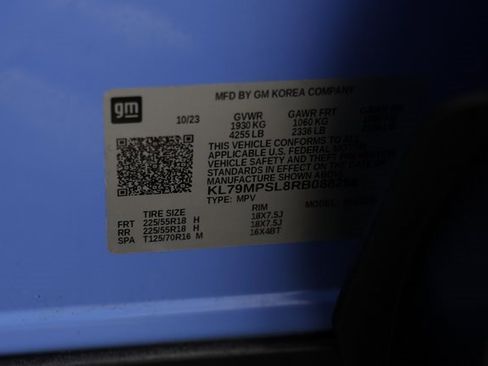 MFD BY GM KOREA COMPANY
gm
10/23
GVWR GAWR FRT GAWR
1930 KG 1060 KG
4255 LB 2336 LB
THIS VEHICLE CONFORMS TO ALL
APPLICABLE U.S. FEDERAL MOTOR
VEHICLE SAFETY AND THEFT PREVENTION
STANDARDS IN EFFECT ON THE DATE OF
MANUFACTURE SHOWN ABOVE.
TYPE: MPV
TIRE SIZE RIM
FRT 225/55R18 H 18X7.5J
RR 225/55R18 H 18X7.5J
SPA T125/70R16 M 16X4BT